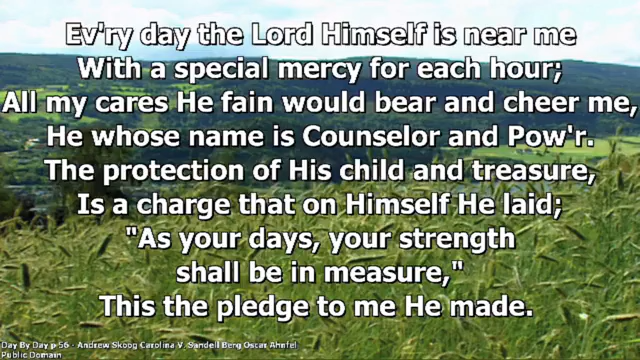 Ev'ry day the Lord Himself is near me
With a special mercy for each hour;
All my cares He fain would bear and cheer me,
He whose name is Counselor and Pow'r.
The protection of His child and treasure,
Is a charge that on Himself He laid;
"As your days, your strength
shall be in measure,"
This the pledge to me He made.
Day By Day p 56 - Andrew Skoog Carolina V. Sandell Berg Oscar Ahnfelt
Public Domain